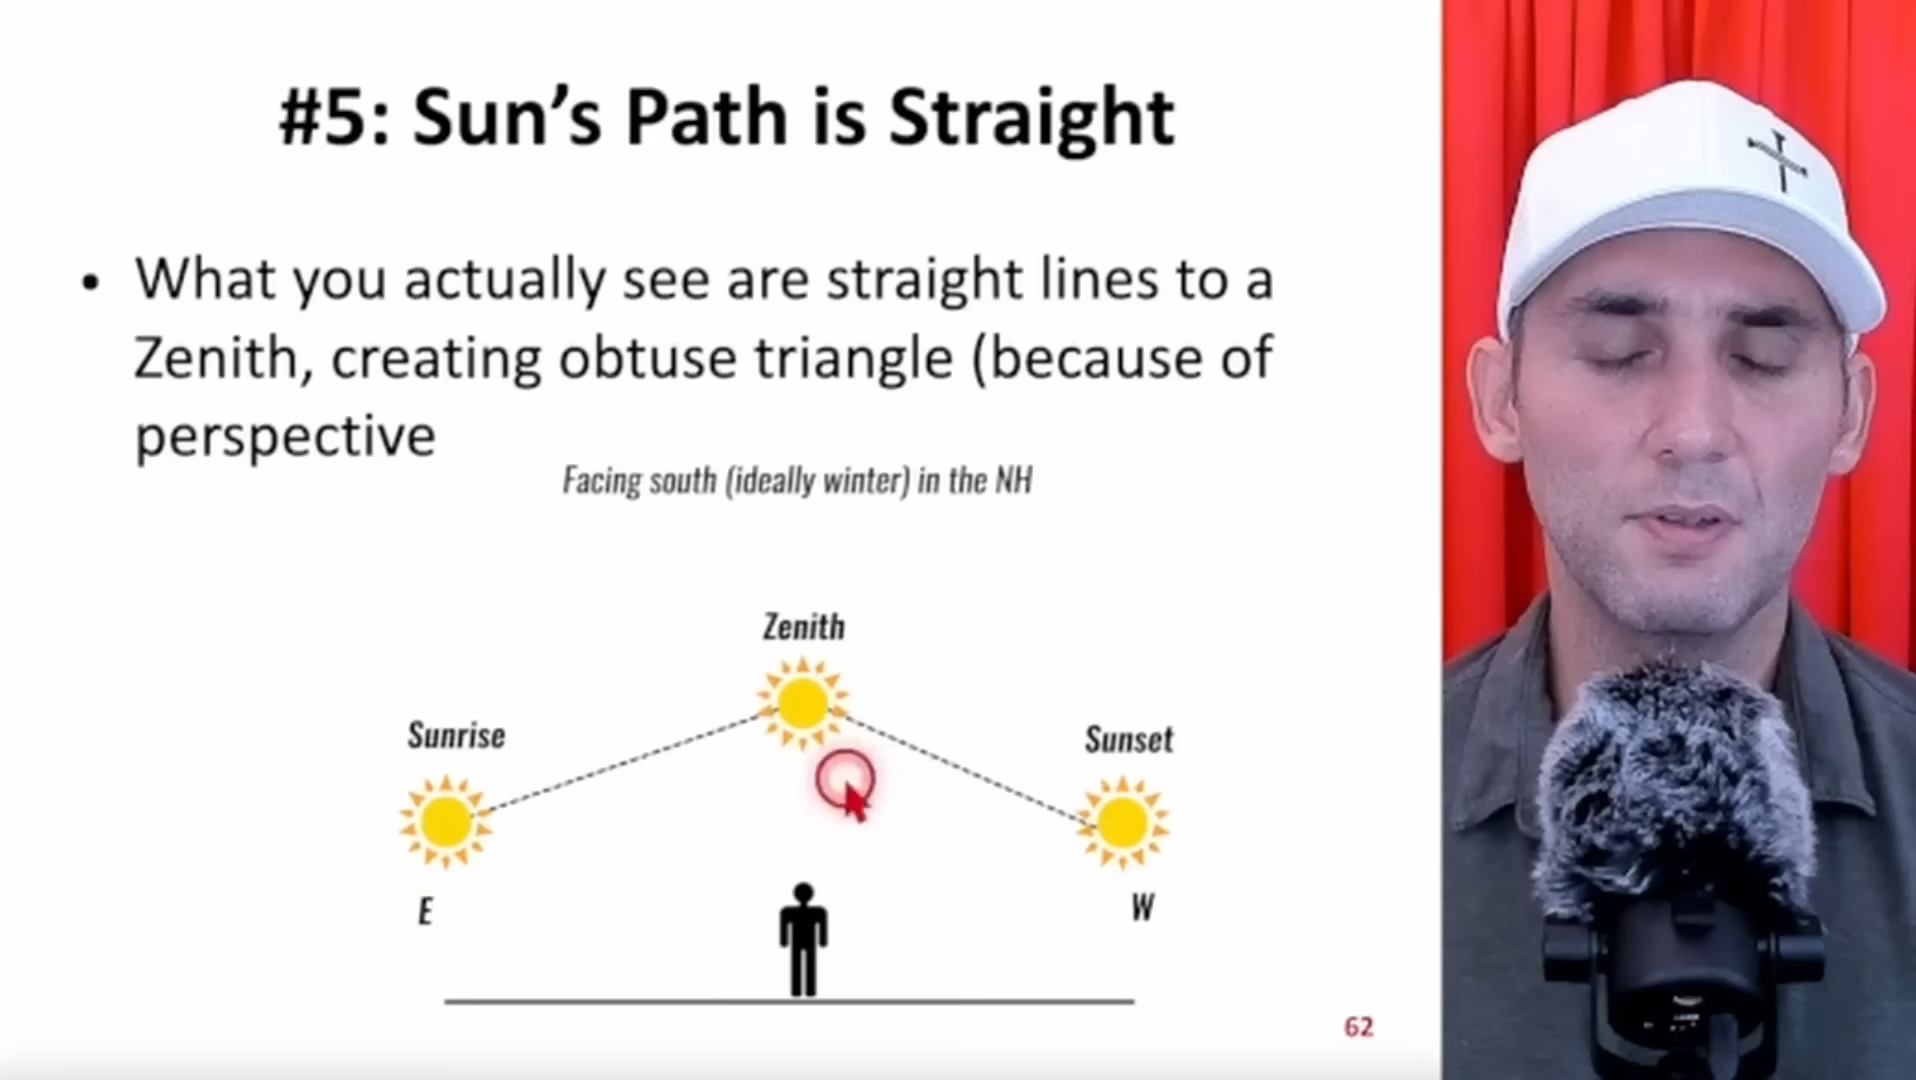 #5: Sun’s Path is Straight
• What you actually see are straight lines to a
Zenith, creating obtuse triangle (because of
perspective
Facing south (ideally winter) in the NH
Zenith
Sunrise
Sunset
E
W
62